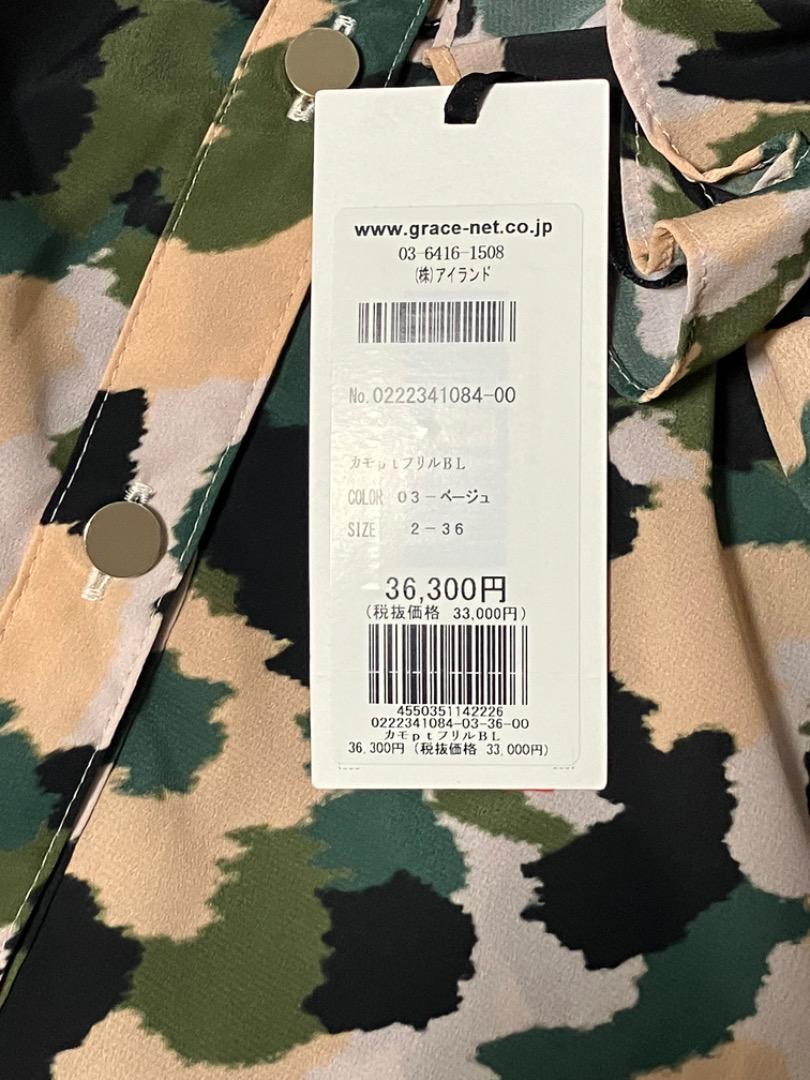 www.grace-net.co.jp
03-6416-1508
(株)アイランド
No.0222341084-00
カモptフリルBL
COLOR 03-ベージュ
SIZE 2-36
36,300円
(税抜価格 33,000円)
4550351142226
0222341084-03-36-00
カモptフリルBL
36,300円 (税抜価格 33,000円)